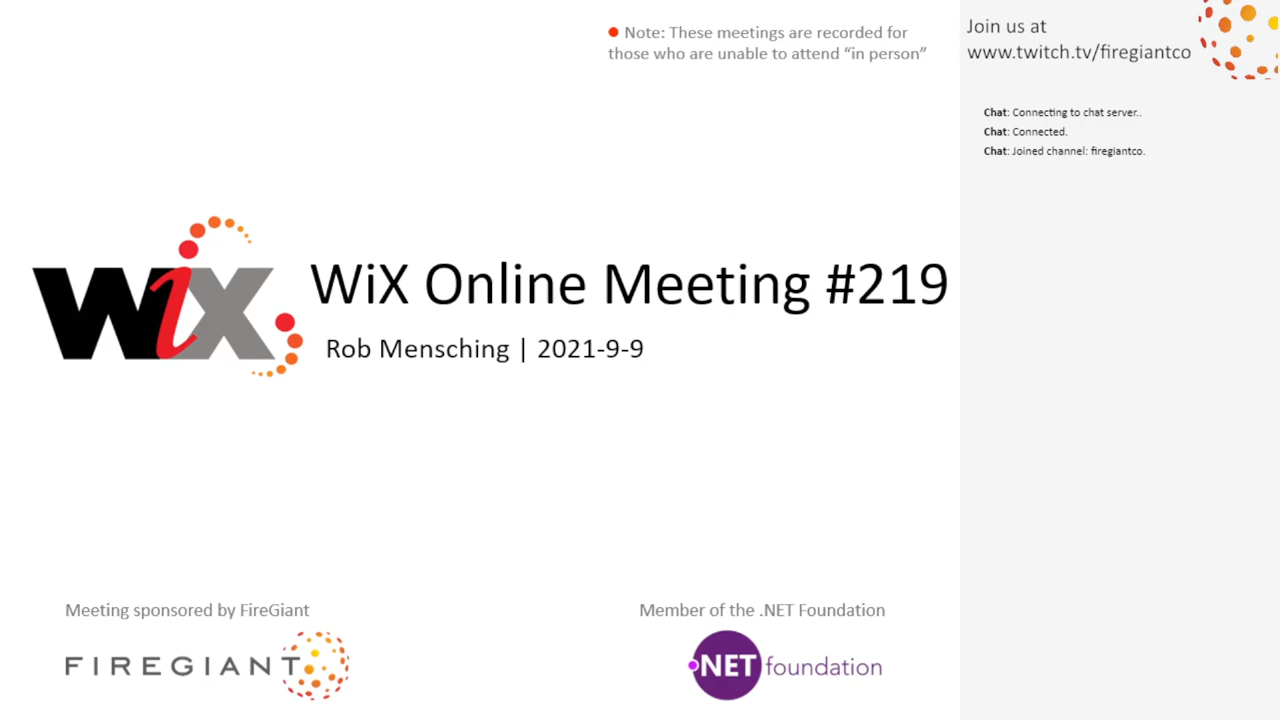 Note: These meetings are recorded for
those who are unable to attend “in person”
Join us at
www.twitch.tv/firegiantco
Chat: Connecting to chat server..
Chat: Connected.
Chat: Joined channel: firegiantco.
WiX
WiX Online Meeting #219
Rob Mensching | 2021-9-9
Meeting sponsored by FireGiant
FIREGIANT
Member of the .NET Foundation
.NET foundation